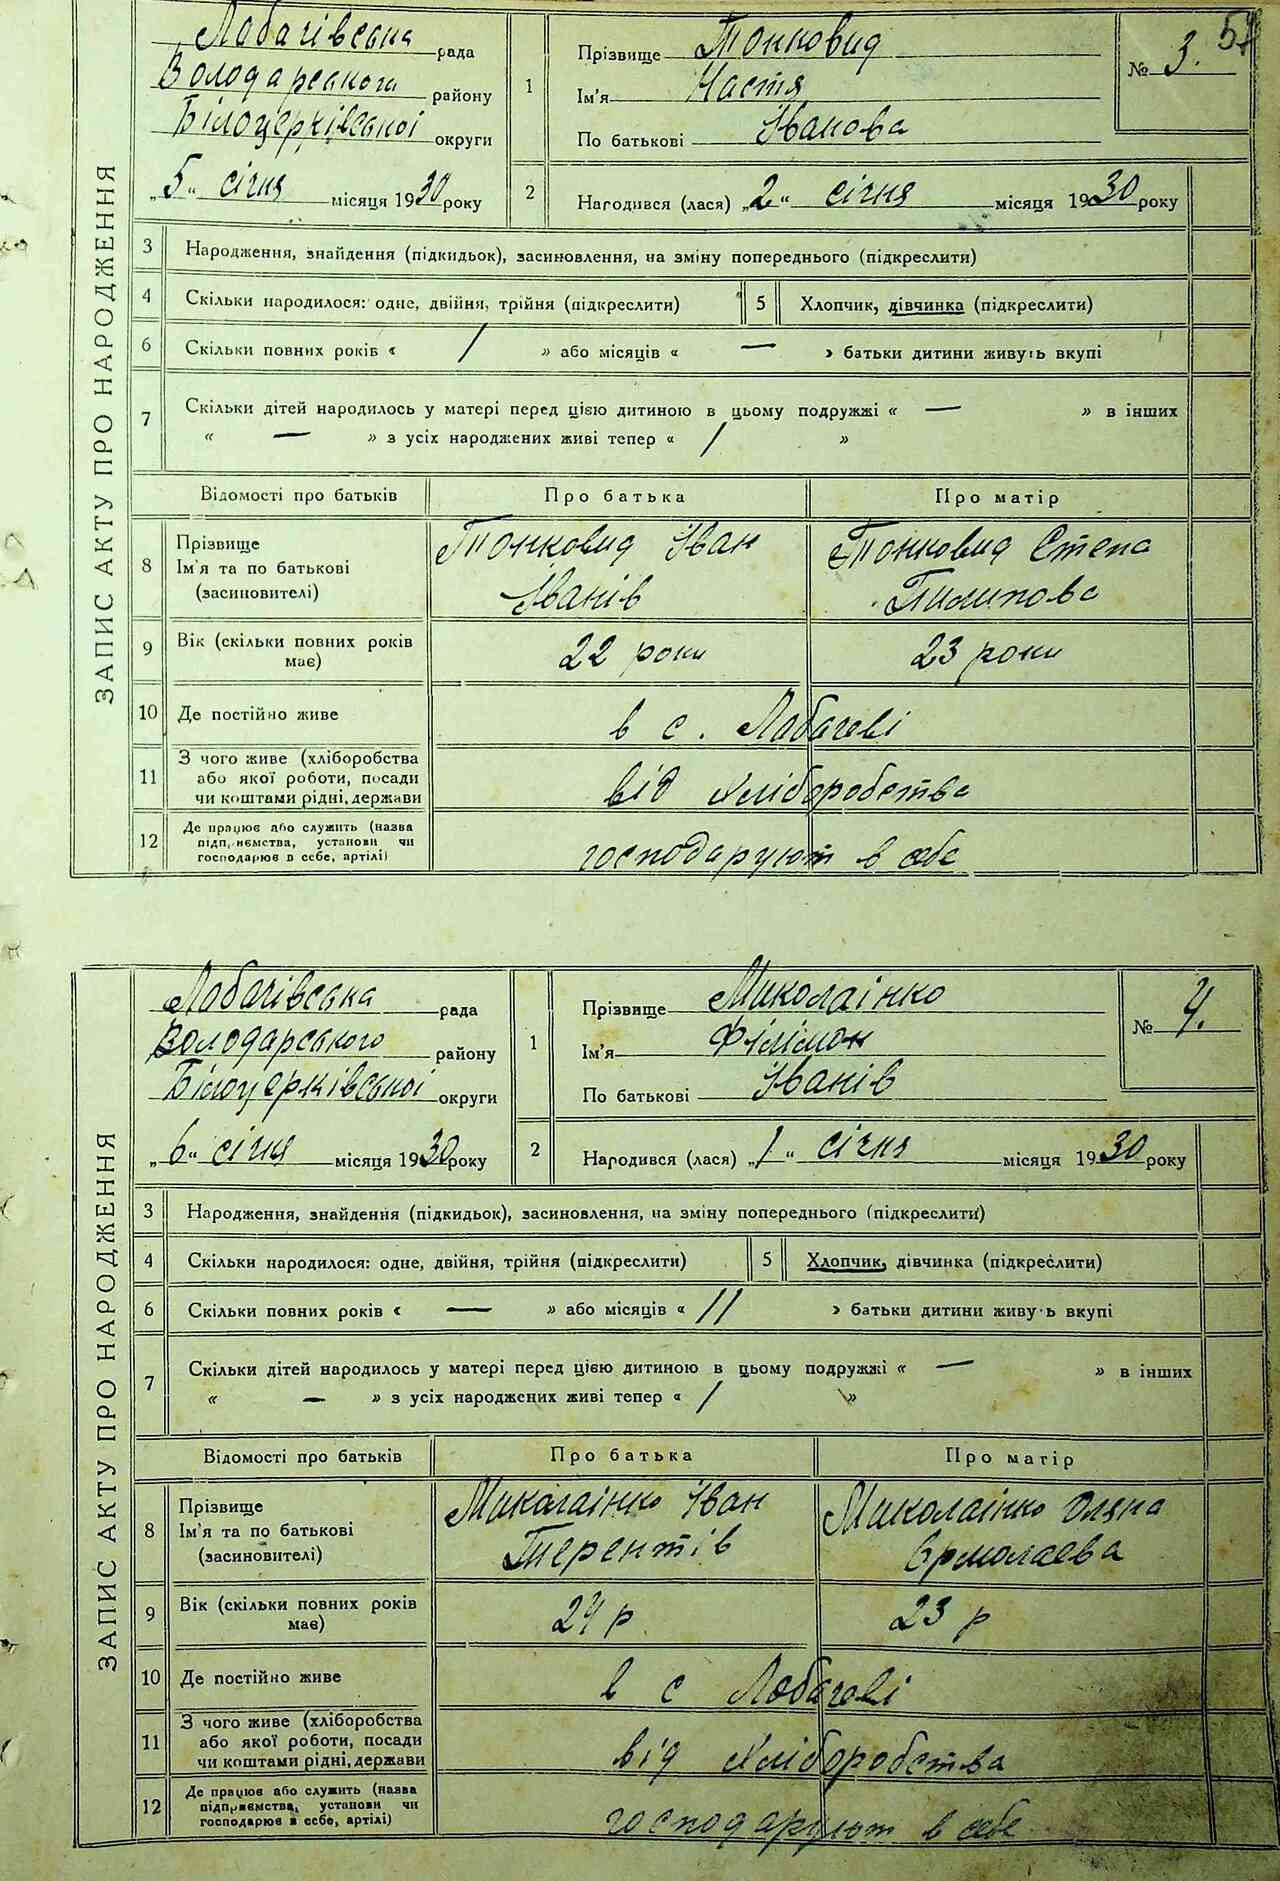 57
ЗАПИС АКТУ ПРО НАРОДЖЕННЯ
Лобачівська рада
Володарського району
Білоцерківської округи
„5“ січня місяця 1930 року
1 Прізвище Тонковид
Ім'я Настя
По батькові Іванова
№ 3.
2 Народився (лася) „2“ січня місяця 1930 року
3 Народження, знайдення (підкидьок), засиновлення, на зміну попереднього (підкреслити)
4 Скільки народилося: одне, двійня, трійня (підкреслити) 5 Хлопчик, дівчинка (підкреслити)
6 Скільки повних років « / » або місяців « — » батьки дитини живуть вкупі
7 Скільки дітей народилось у матері перед цією дитиною в цьому подружжі « — » в інших
« — » з усіх народжених живі тепер « / »
Відомості про батьків Про батька Про матір
8 Прізвище
Ім'я та по батькові
(засиновителі)
Тонковид Іван
Іванів
Тонковид Степа
Пилипова
9 Вік (скільки повних років
має)
22 роки 23 роки
10 Де постійно живе в с. Лобачеві
11 З чого живе (хліборобства
або якої роботи, посади
чи коштами рідні, держави
від хліборобства
12 Де працює або служить (назва
підприємства, установи чи
господарює в себе, артілі)
господарують в себе
ЗАПИС АКТУ ПРО НАРОДЖЕННЯ
Лобачівська рада
Володарського району
Білоцерківської округи
„6“ січня місяця 1930 року
1 Прізвище Миколаінко
Ім'я Філімон
По батькові Іванів
№ 4.
2 Народився (лася) „1“ січня місяця 1930 року
3 Народження, знайдення (підкидьок), засиновлення, на зміну попереднього (підкреслити)
4 Скільки народилося: одне, двійня, трійня (підкреслити) 5 Хлопчик, дівчинка (підкреслити)
6 Скільки повних років « — » або місяців « 11 » батьки дитини живуть вкупі
7 Скільки дітей народилось у матері перед цією дитиною в цьому подружжі « — » в інших
« — » з усіх народжених живі тепер « / »
Відомості про батьків Про батька Про матір
8 Прізвище
Ім'я та по батькові
(засиновителі)
Миколаінко Іван
Терентів
Миколаінко Оляна
Єрмолаєва
9 Вік (скільки повних років
має)
24 р 23 р
10 Де постійно живе в с Лобачеві
11 З чого живе (хліборобства
або якої роботи, посади
чи коштами рідні, держави
від хліборобства
12 Де працює або служить (назва
підприємства, установи чи
господарює в себе, артілі)
господарують в себе